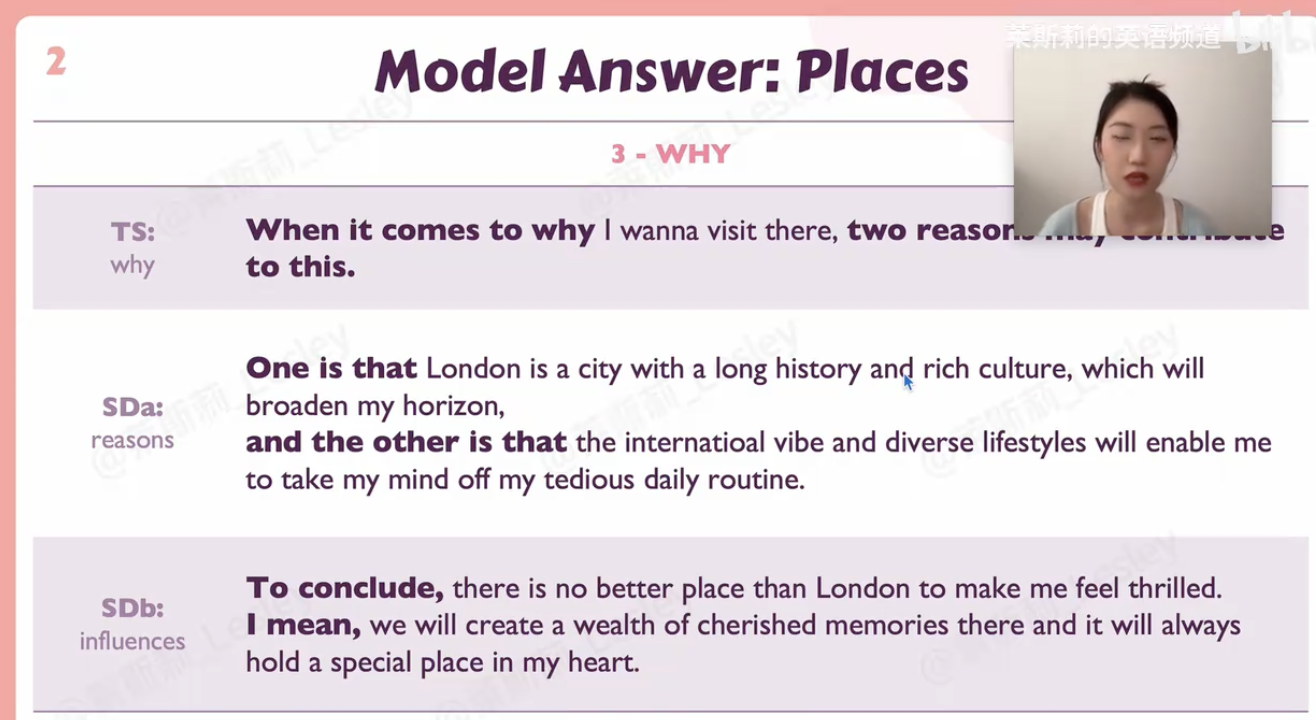 莱斯莉的英语频道 bilibili
2
Model Answer: Places
3 - WHY
TS:
why
When it comes to why I wanna visit there, two reasons may contribute
to this.
SDa:
reasons
One is that London is a city with a long history and rich culture, which will
broaden my horizon,
and the other is that the internatioal vibe and diverse lifestyles will enable me
to take my mind off my tedious daily routine.
SDb:
influences
To conclude, there is no better place than London to make me feel thrilled.
I mean, we will create a wealth of cherished memories there and it will always
hold a special place in my heart.
@莱斯莉_Lesley